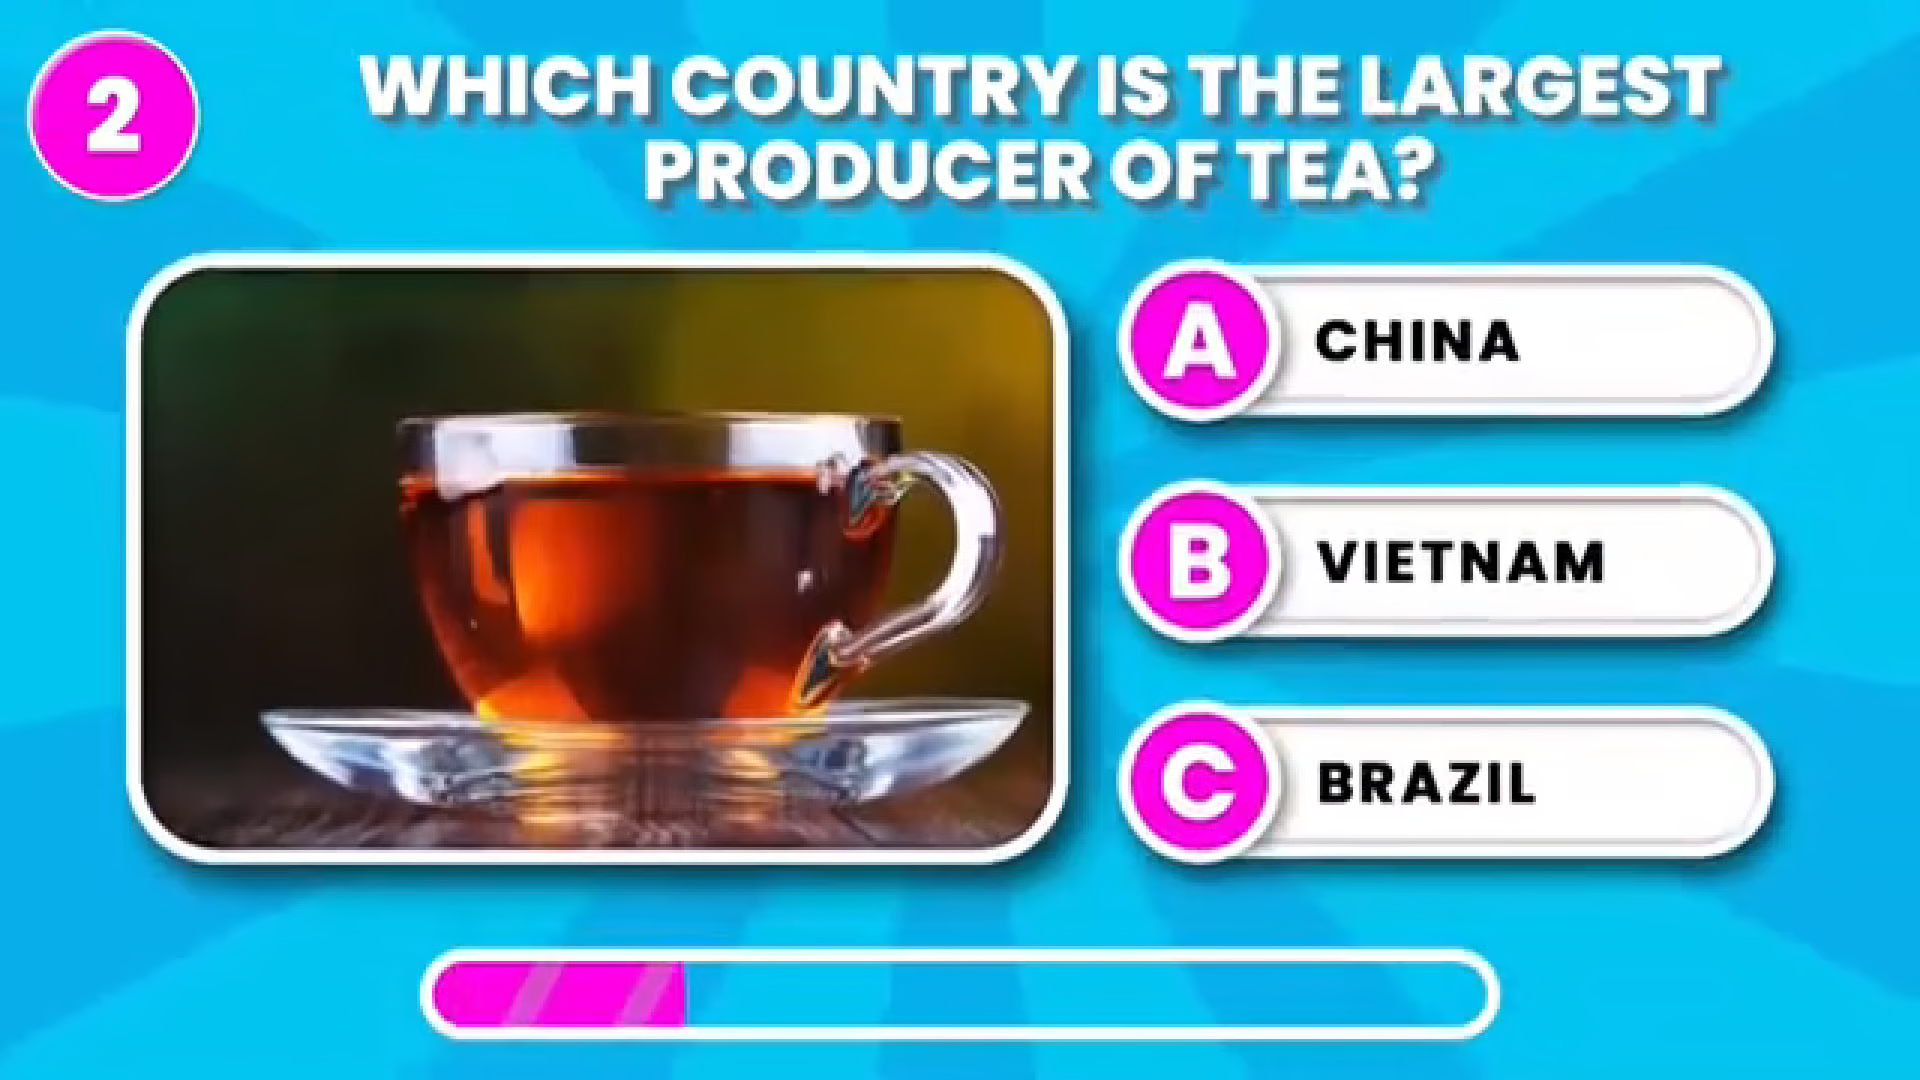 2
WHICH COUNTRY IS THE LARGEST
PRODUCER OF TEA?
A CHINA
B VIETNAM
C BRAZIL